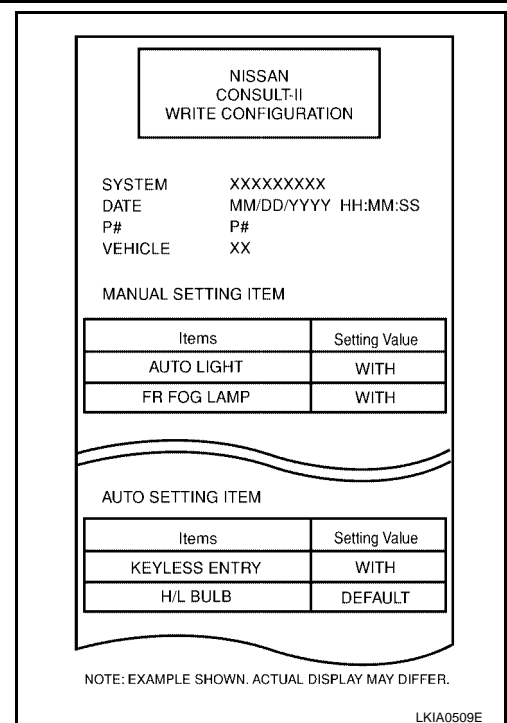 NISSAN
CONSULT-II
WRITE CONFIGURATION
SYSTEM XXXXXXXXX
DATE MM/DD/YYYY HH:MM:SS
P# P#
VEHICLE XX
MANUAL SETTING ITEM
Items Setting Value
AUTO LIGHT WITH
FR FOG LAMP WITH
AUTO SETTING ITEM
Items Setting Value
KEYLESS ENTRY WITH
H/L BULB DEFAULT
NOTE: EXAMPLE SHOWN. ACTUAL DISPLAY MAY DIFFER.
LKIA0509E